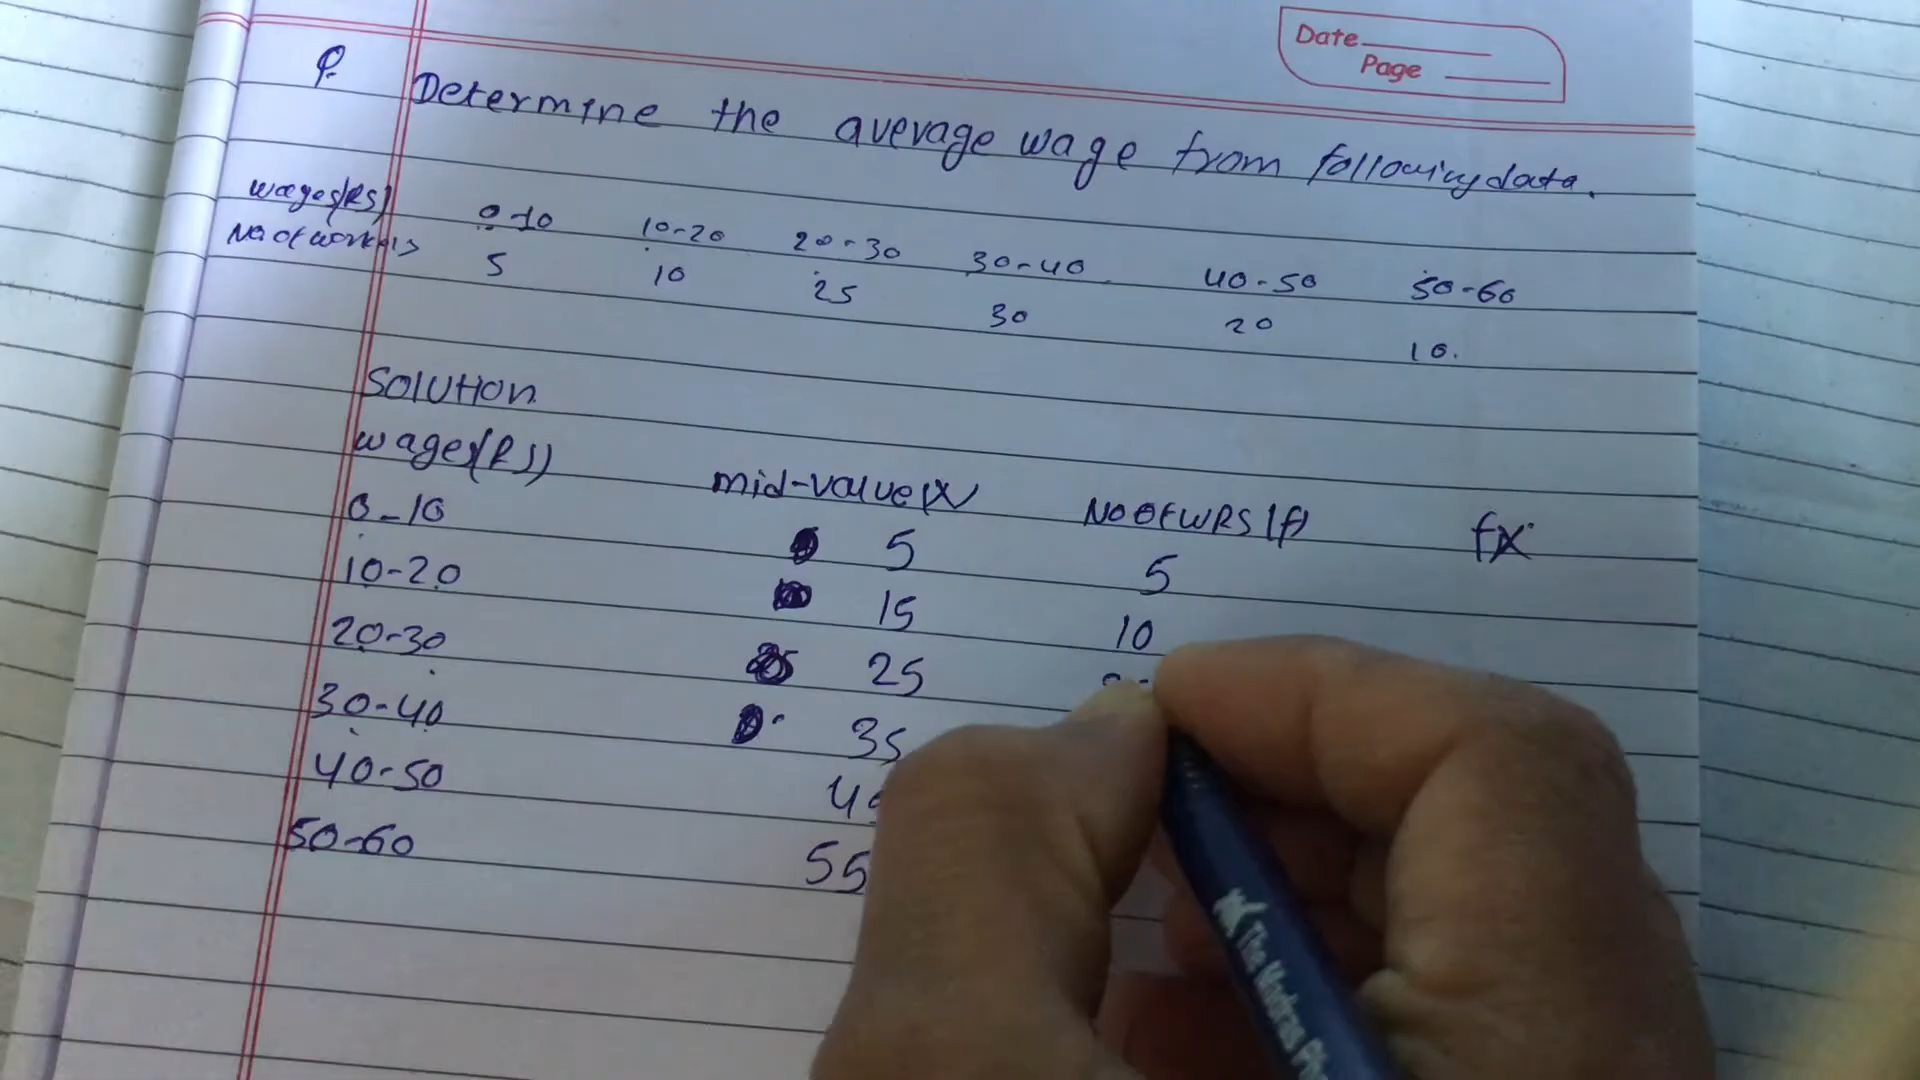 Date
Page
Q. Determine the average wage from following data.
wages(RS) 0-10 10-20 20-30 30-40 40-50 50-60
No of workers 5 10 25 30 20 10.
Solution
wages(RS) mid-value(X) No of WRS (f) fX
0-10 5 5
10-20 15 10
20-30 25
30-40 35
40-50
50-60 55
The